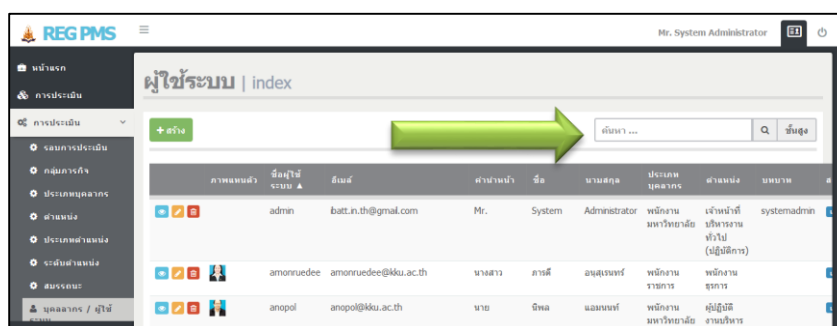 REG PMS
Mr. System Administrator
หน้าแรก
การประเมิน
ผู้ใช้ระบบ | index
การประเมิน
+ สร้าง
ค้นหา ...
ขั้นสูง
รอบการประเมิน
กลุ่มภารกิจ
ประเภทบุคลากร
ตำแหน่ง
ประเภทตำแหน่ง
ระดับตำแหน่ง
สมรรถนะ
บุคลากร / ผู้ใช้
ระบบ
ภาพแทนตัว ชื่อผู้ใช้ อีเมล์ คำนำหน้า ชื่อ นามสกุล ประเภท ตำแหน่ง บทบาท
ระบบ ▲ บุคลากร
admin ibatt.in.th@gmail.com Mr. System Administrator พนักงาน เจ้าหน้าที่ systemadmin
มหาวิทยาลัย บริหารงาน
ทั่วไป
(ปฏิบัติการ)
amonruedee amonruedee@kku.ac.th นางสาว ภารดี อนุสุเรนทร์ พนักงาน พนักงาน
ราชการ ธุรการ
anopol anopol@kku.ac.th นาย แอมนนท์ พนักงาน ผู้ปฏิบัติ
มหาวิทยาลัย งานบริหาร